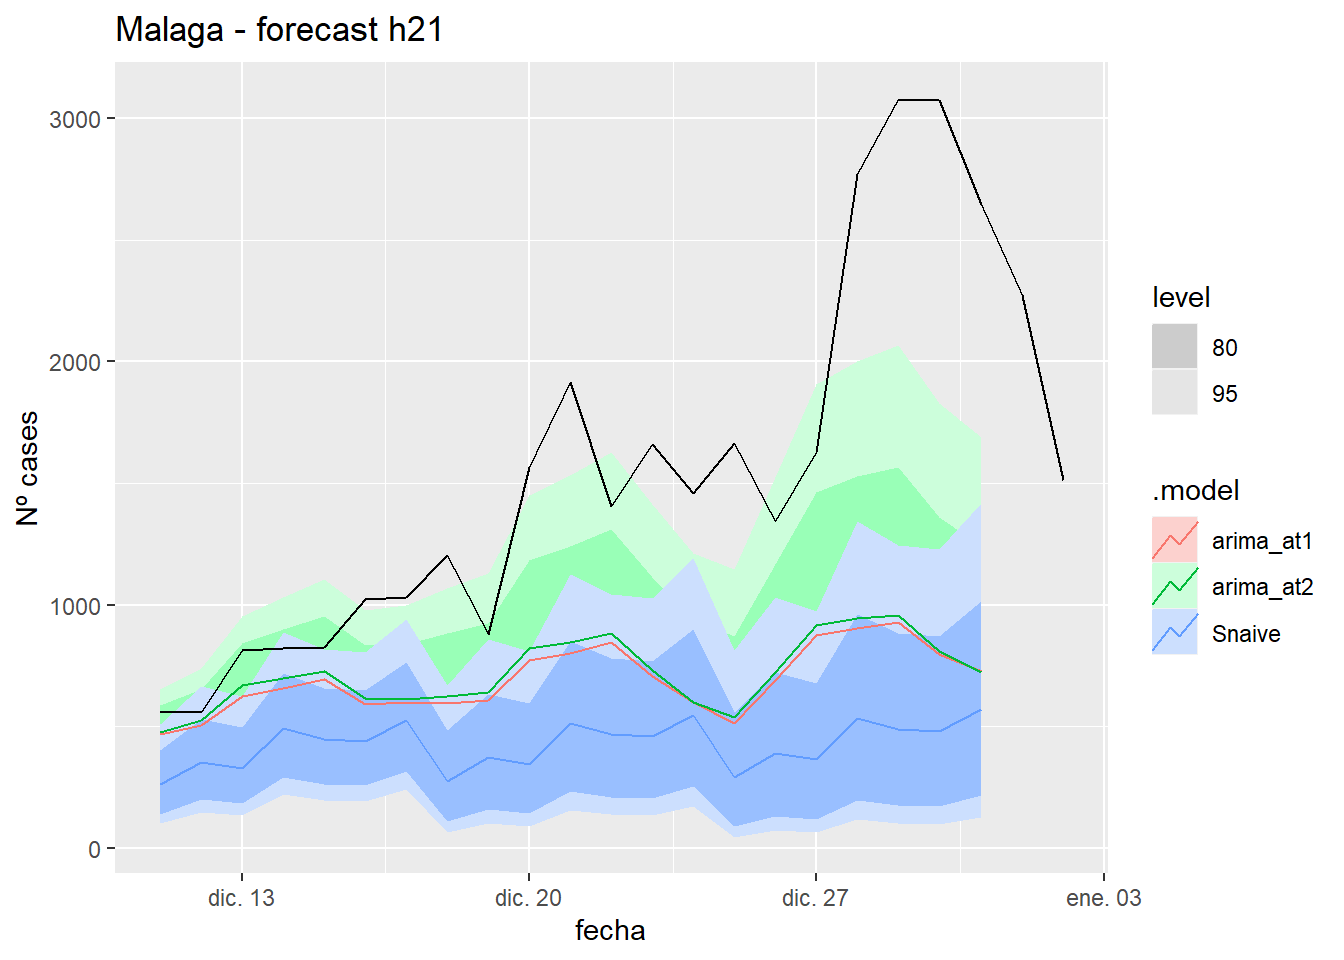 Malaga - forecast h21
3000
2000
1000
0
Nº cases
dic. 13
dic. 20
dic. 27
ene. 03
fecha
level
80
95
.model
arima_at1
arima_at2
Snaive